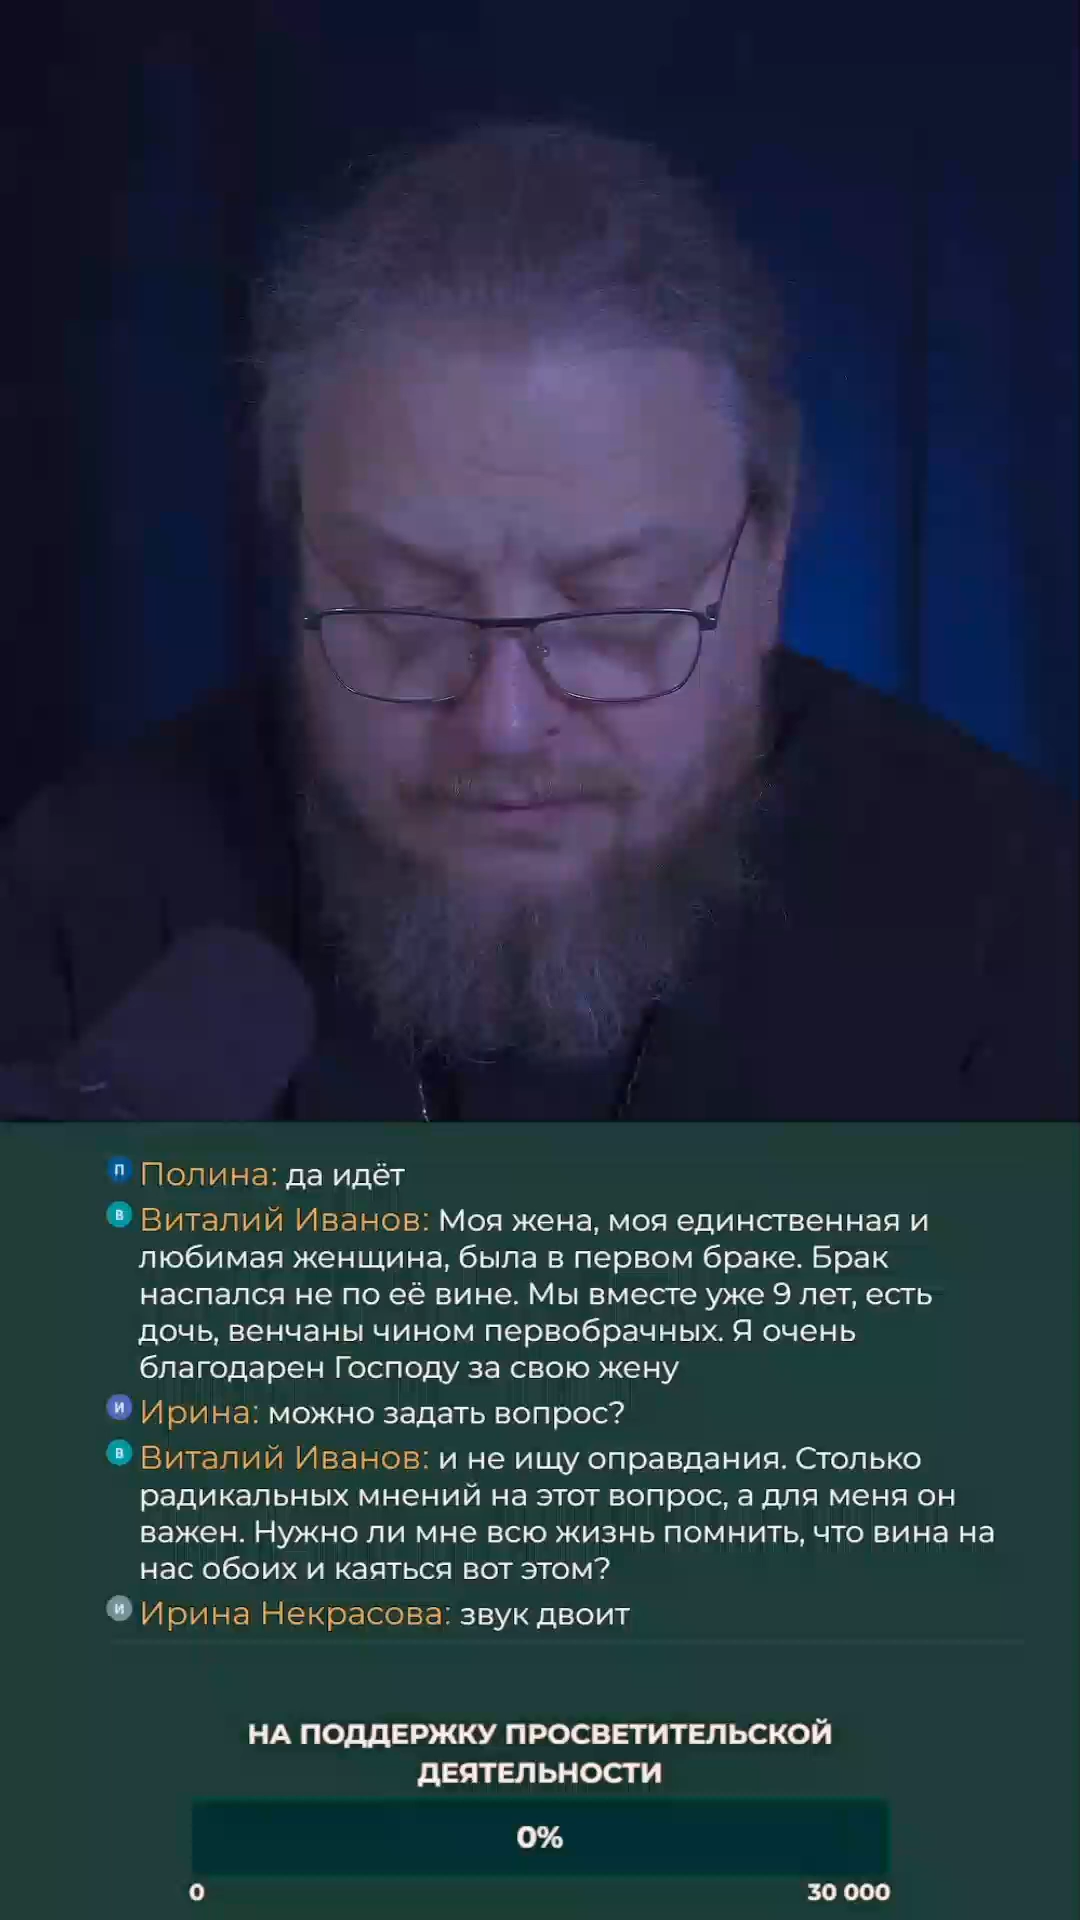 П Полина: да идёт
В Виталий Иванов: Моя жена, моя единственная и
любимая женщина, была в первом браке. Брак
наспался не по её вине. Мы вместе уже 9 лет, есть
дочь, венчаны чином первобрачных. Я очень
благодарен Господу за свою жену
И Ирина: можно задать вопрос?
В Виталий Иванов: и не ищу оправдания. Столько
радикальных мнений на этот вопрос, а для меня он
важен. Нужно ли мне всю жизнь помнить, что вина на
нас обоих и каяться вот этом?
И Ирина Некрасова: звук двоит
НА ПОДДЕРЖКУ ПРОСВЕТИТЕЛЬСКОЙ
ДЕЯТЕЛЬНОСТИ
0%
0 30 000